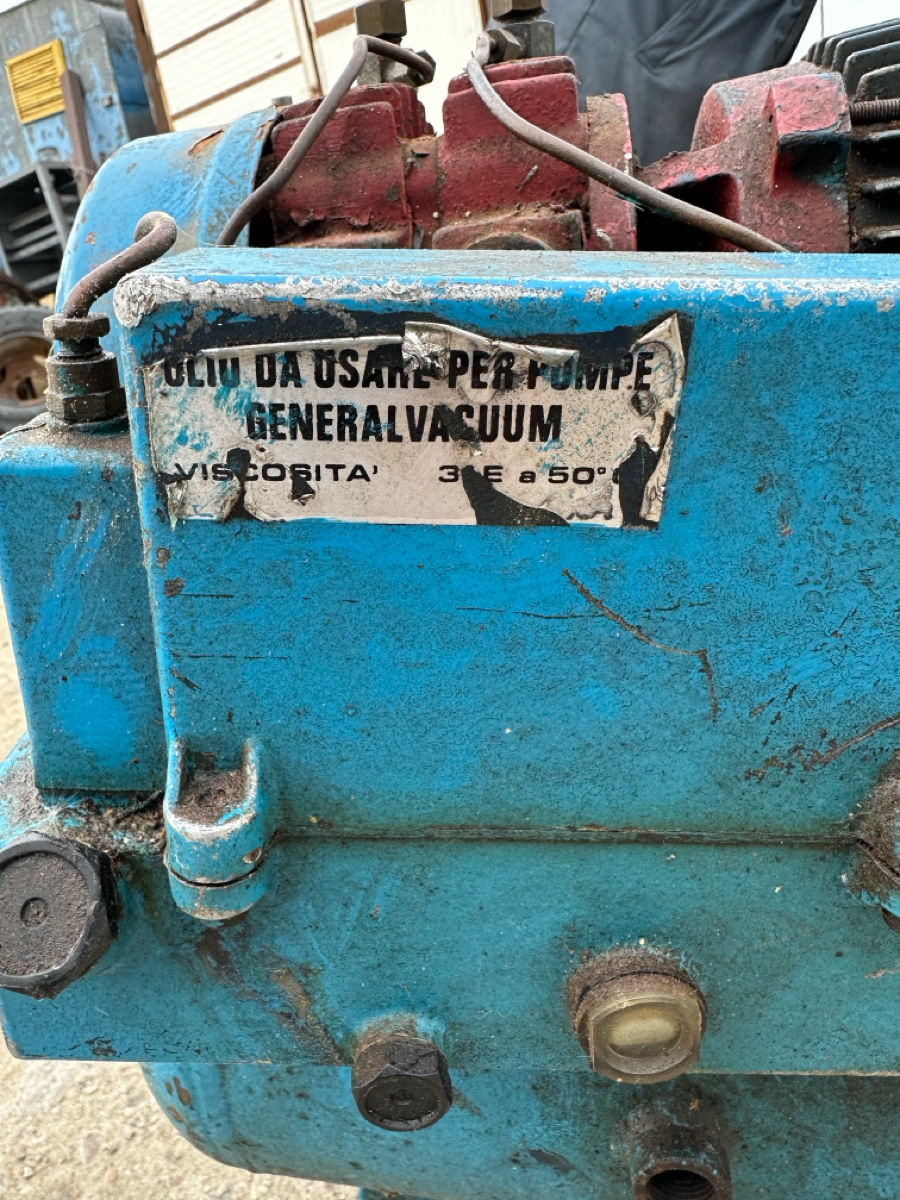 OLIO DA USARE PER POMPE
GENERALVACUUM
VISCOSITA' 3°E a 50°